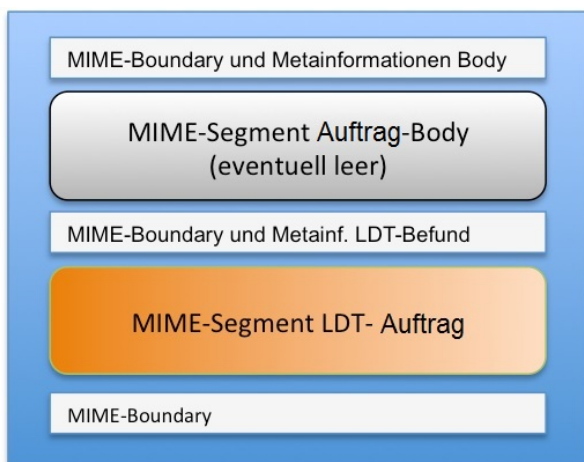 MIME-Boundary und Metainformationen Body
MIME-Segment Auftrag-Body
(eventuell leer)
MIME-Boundary und Metainf. LDT-Befund
MIME-Segment LDT- Auftrag
MIME-Boundary